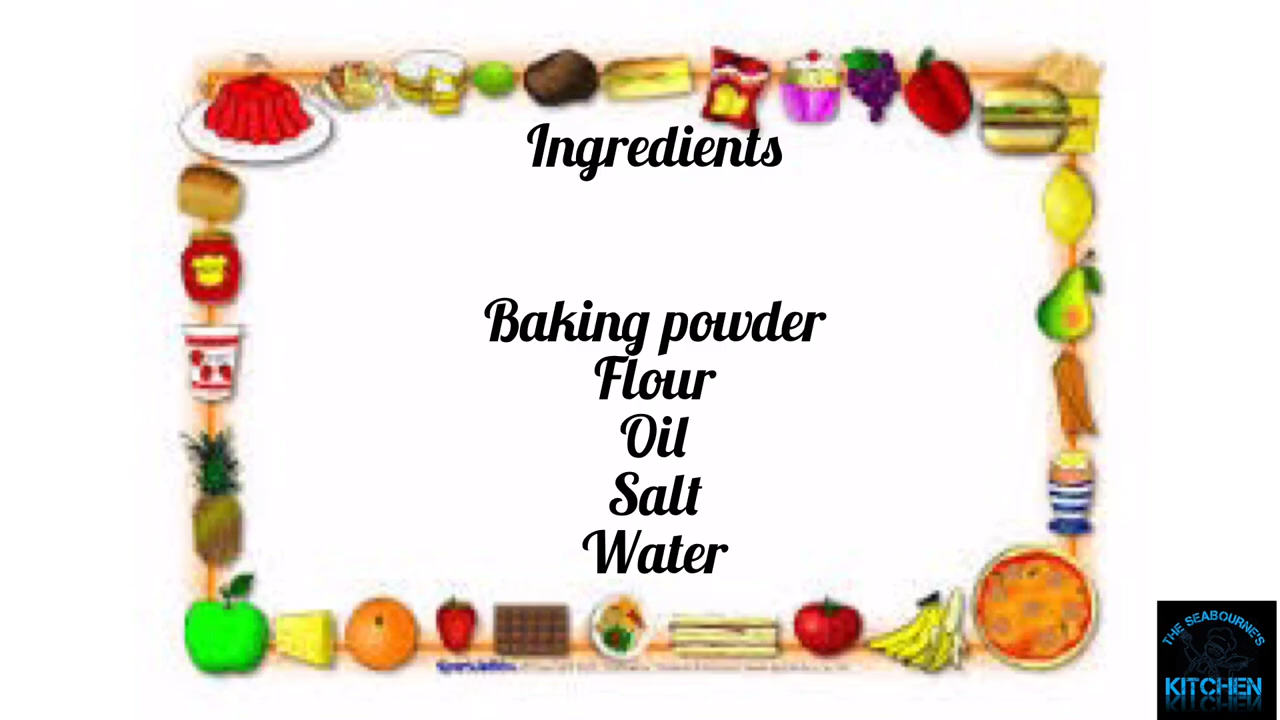 Ingredients
Baking powder
Flour
Oil
Salt
Water
THE SEABOURNE'S
KITCHEN